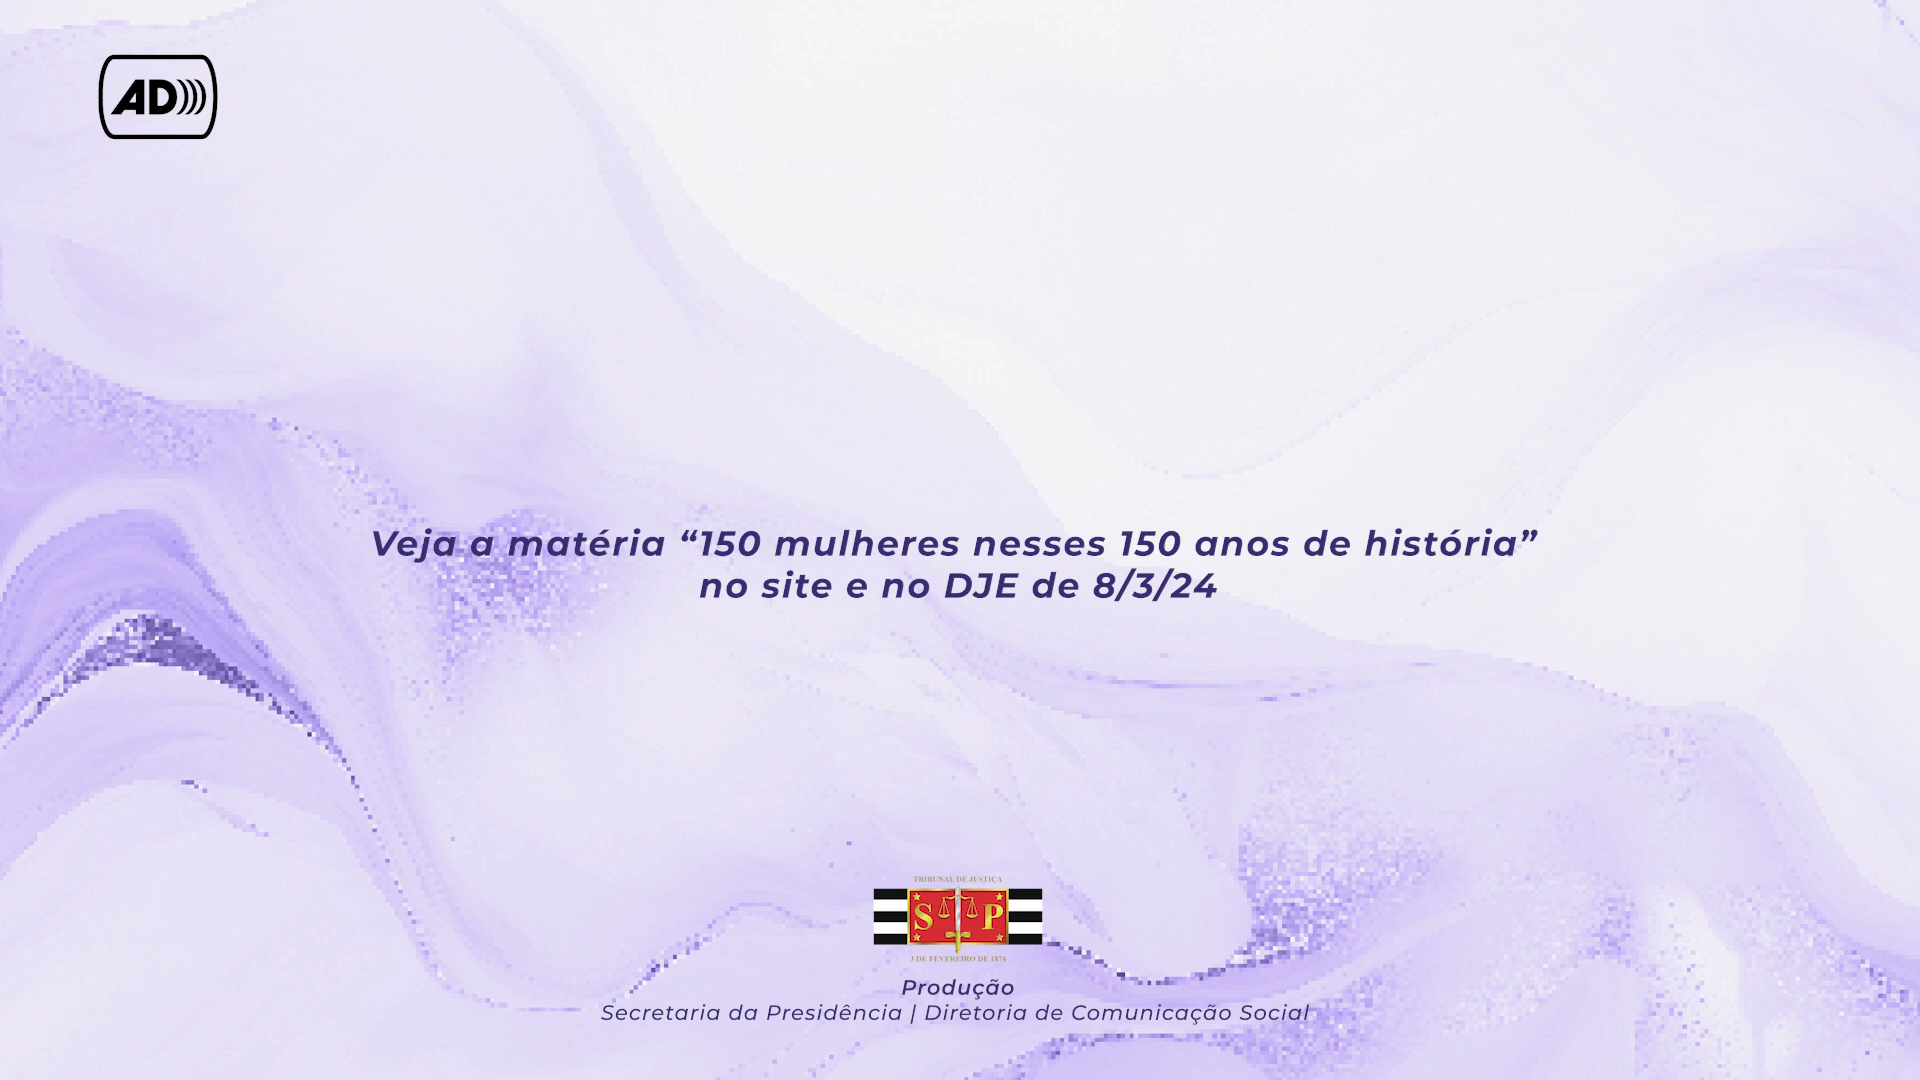 AD
Veja a matéria “150 mulheres nesses 150 anos de história”
no site e no DJE de 8/3/24
TRIBUNAL DE JUSTIÇA
S P
3 DE FEVEREIRO DE 1874
Produção
Secretaria da Presidência | Diretoria de Comunicação Social